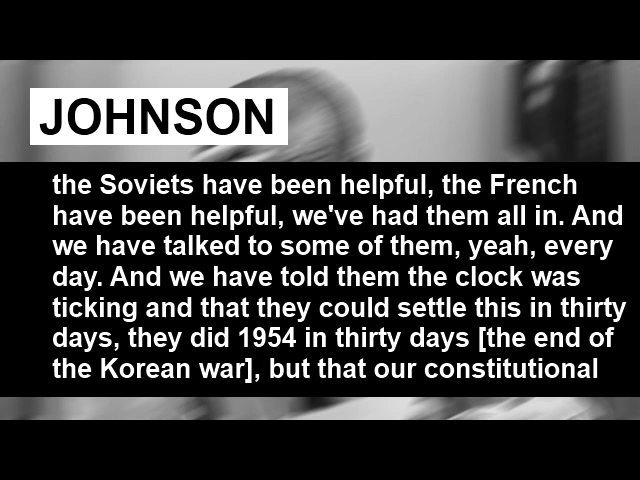 JOHNSON
the Soviets have been helpful, the French
have been helpful, we've had them all in. And
we have talked to some of them, yeah, every
day. And we have told them the clock was
ticking and that they could settle this in thirty
days, they did 1954 in thirty days [the end of
the Korean war], but that our constitutional